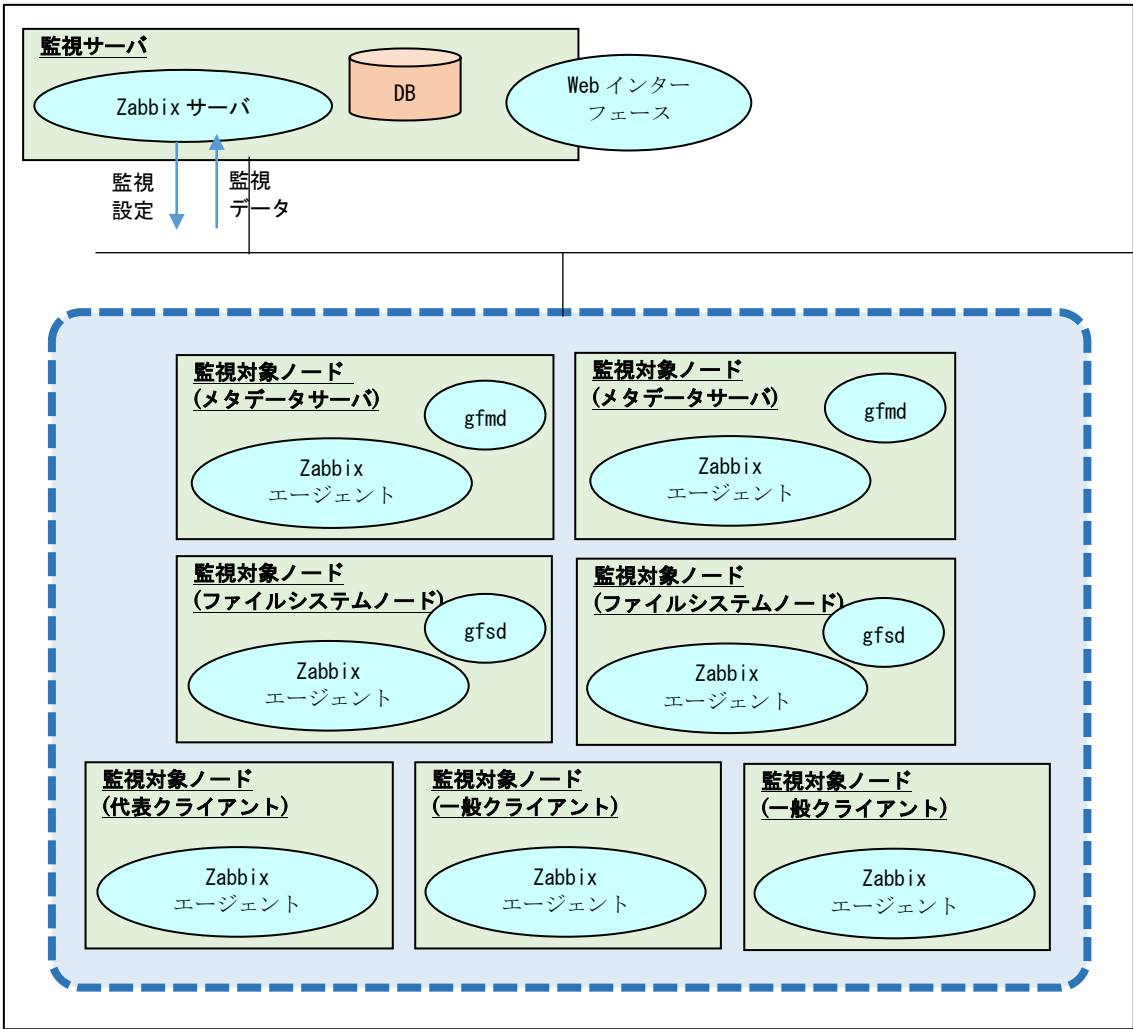 監視サーバ
Zabbix サーバ
DB
Web インター
フェース
監視
設定
監視
データ
監視対象ノード
(メタデータサーバ)
gfmd
Zabbix
エージェント
監視対象ノード
(メタデータサーバ)
gfmd
Zabbix
エージェント
監視対象ノード
(ファイルシステムノード)
gfsd
Zabbix
エージェント
監視対象ノード
(ファイルシステムノード)
gfsd
Zabbix
エージェント
監視対象ノード
(代表クライアント)
Zabbix
エージェント
監視対象ノード
(一般クライアント)
Zabbix
エージェント
監視対象ノード
(一般クライアント)
Zabbix
エージェント